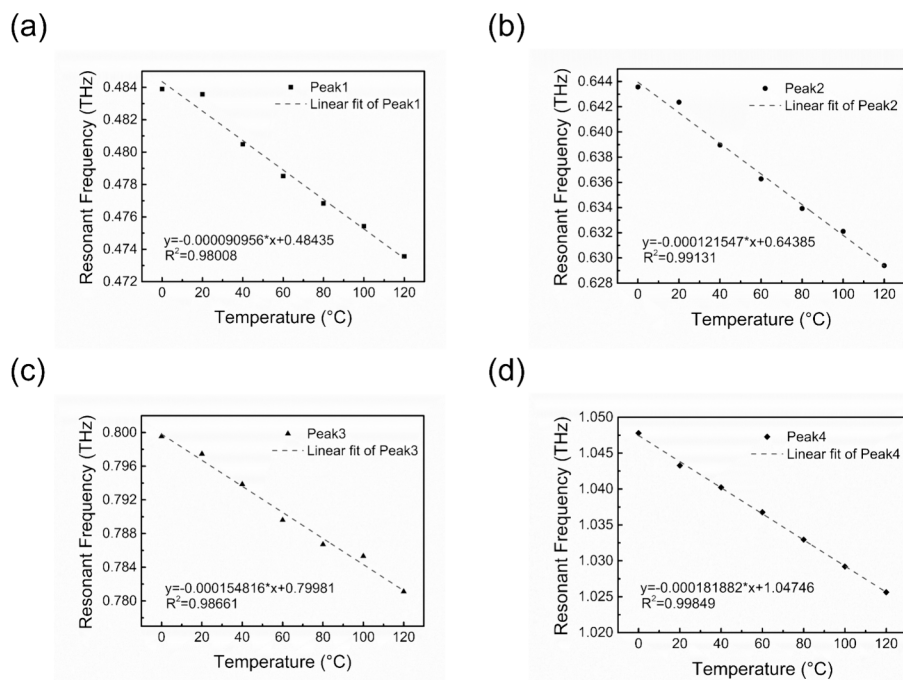 (a)
Resonant Frequency (THz)
0.484
0.482
0.480
0.478
0.476
0.474
0.472
Peak1
Linear fit of Peak1
y=-0.000090956*x+0.48435
R²=0.98008
0 20 40 60 80 100 120
Temperature (°C)
(b)
Resonant Frequency (THz)
0.644
0.642
0.640
0.638
0.636
0.634
0.632
0.630
0.628
Peak2
Linear fit of Peak2
y=-0.000121547*x+0.64385
R²=0.99131
0 20 40 60 80 100 120
Temperature (°C)
(c)
Resonant Frequency (THz)
0.800
0.796
0.792
0.788
0.784
0.780
Peak3
Linear fit of Peak3
y=-0.000154816*x+0.79981
R²=0.98661
0 20 40 60 80 100 120
Temperature (°C)
(d)
Resonant Frequency (THz)
1.050
1.045
1.040
1.035
1.030
1.025
1.020
Peak4
Linear fit of Peak4
y=-0.000181882*x+1.04746
R²=0.99849
0 20 40 60 80 100 120
Temperature (°C)